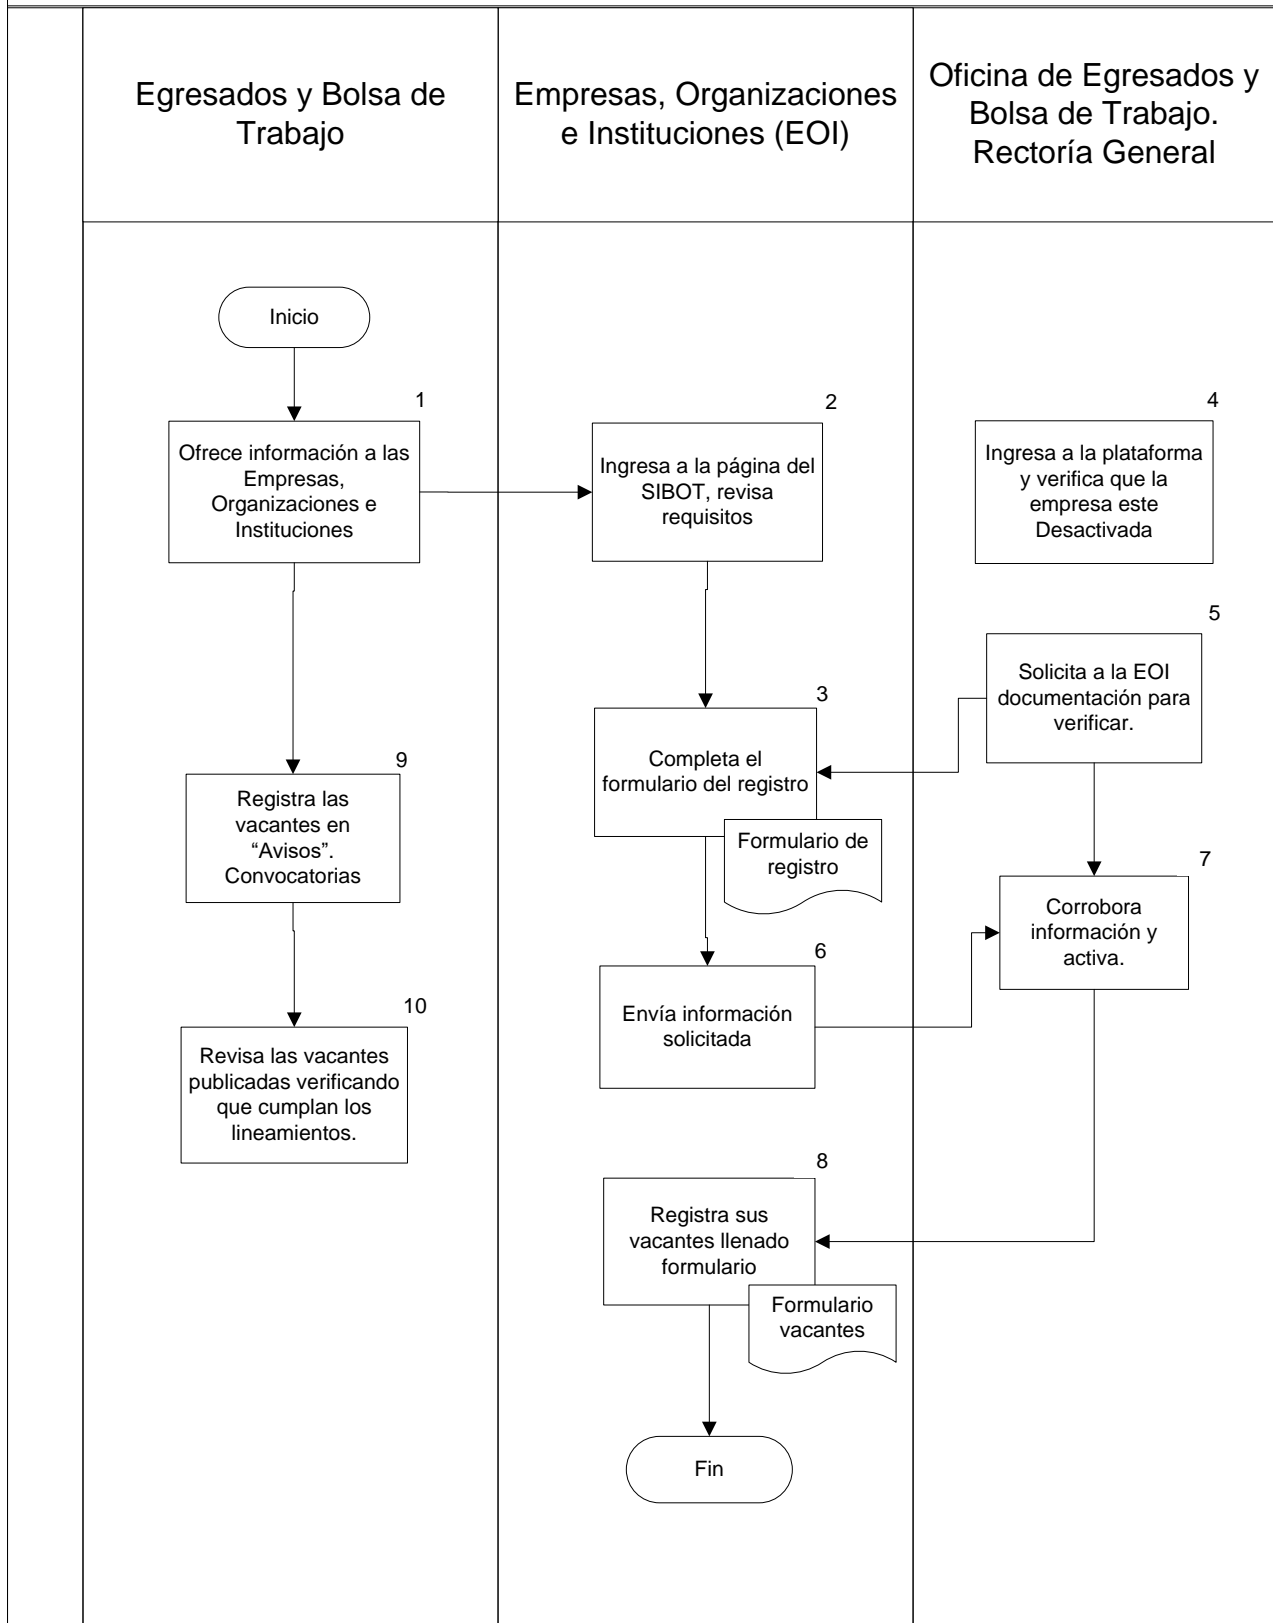 Egresados y Bolsa de
Trabajo
Empresas, Organizaciones
e Instituciones (EOI)
Oficina de Egresados y
Bolsa de Trabajo.
Rectoría General
Inicio
1
Ofrece información a las
Empresas,
Organizaciones e
Instituciones
2
Ingresa a la página del
SIBOT, revisa
requisitos
4
Ingresa a la plataforma
y verifica que la
empresa este
Desactivada
5
Solicita a la EOI
documentación para
verificar.
3
Completa el
formulario del registro
Formulario de
registro
9
Registra las
vacantes en
“Avisos”.
Convocatorias
7
Corrobora
información y
activa.
6
Envía información
solicitada
10
Revisa las vacantes
publicadas verificando
que cumplan los
lineamientos.
8
Registra sus
vacantes llenado
formulario
Formulario
vacantes
Fin